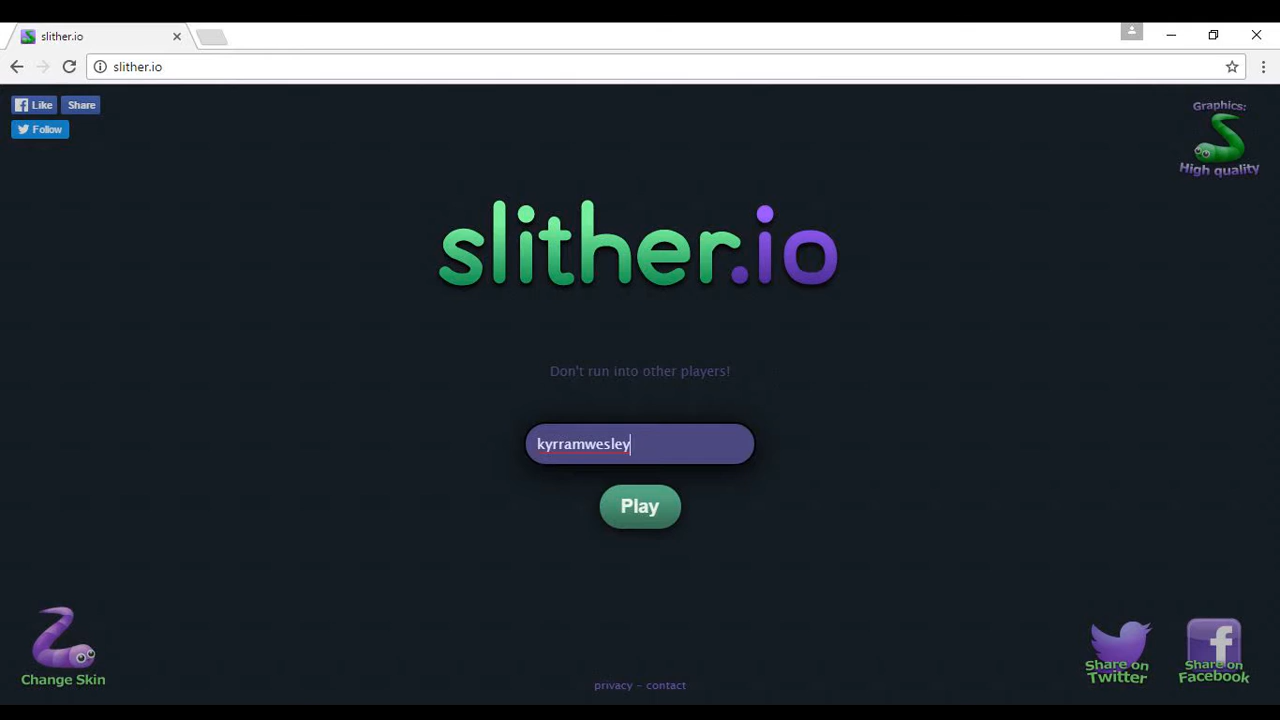 slither.io
slither.io
Like Share
Follow
Graphics:
High quality
slither.io
Don't run into other players!
kyrramwesley
Play
Change Skin
Share on
Twitter
Share on
Facebook
privacy - contact